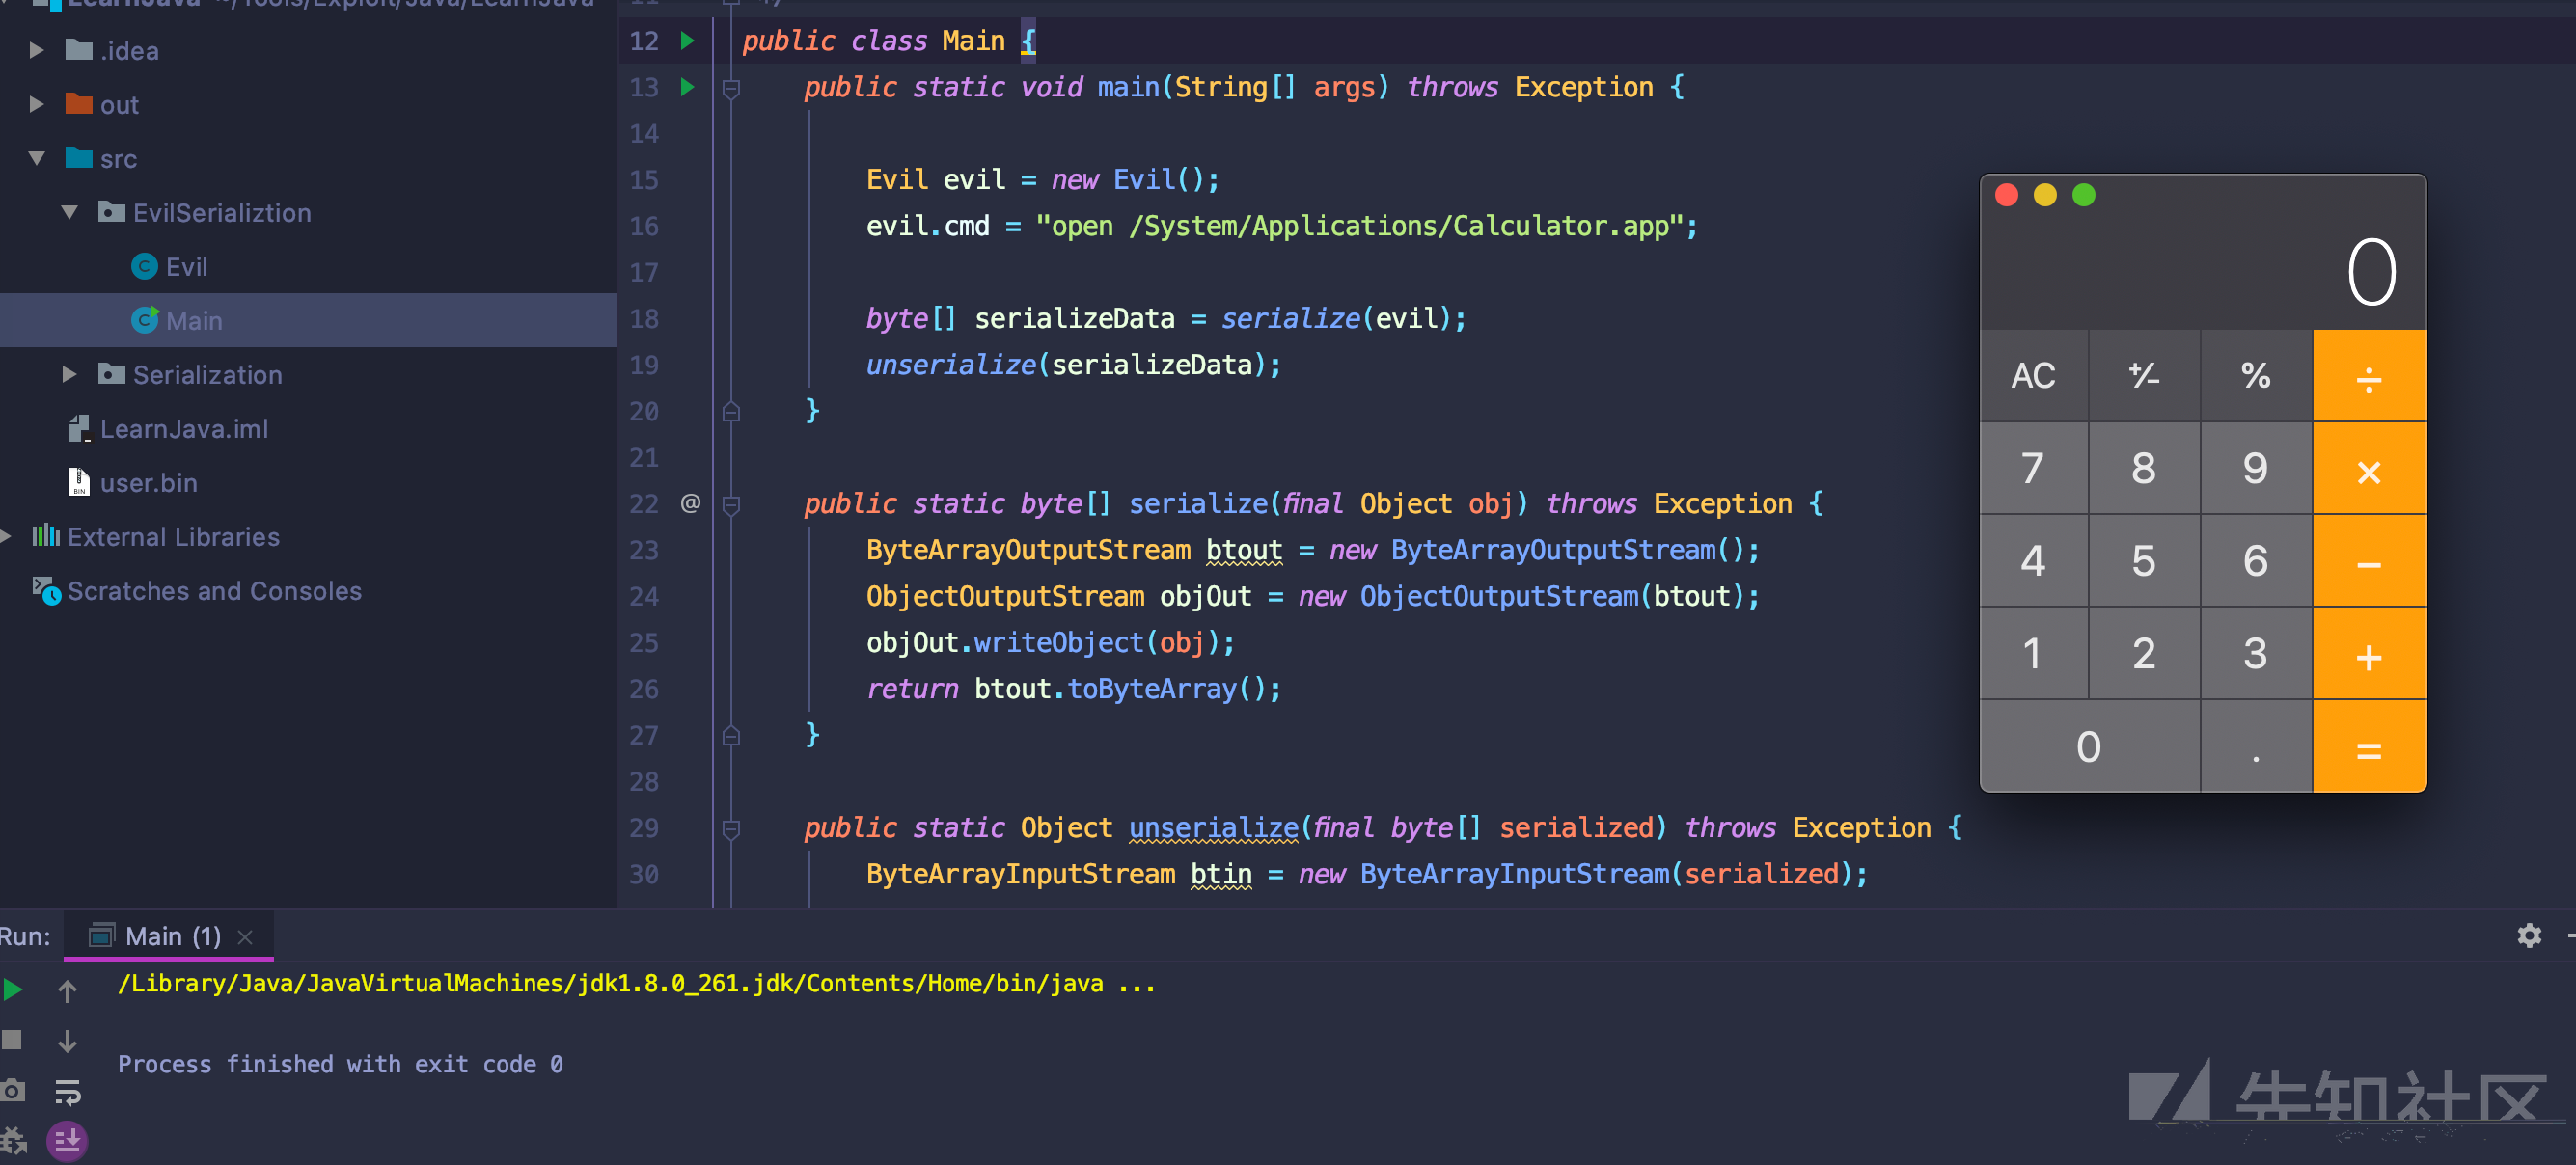 LearnJava ~/Tools/Exploit/Java/LearnJava
.idea
out
src
EvilSerializtion
Evil
Main
Serialization
LearnJava.iml
user.bin
External Libraries
Scratches and Consoles
11 */
12 public class Main {
13 public static void main(String[] args) throws Exception {
14
15 Evil evil = new Evil();
16 evil.cmd = "open /System/Applications/Calculator.app";
17
18 byte[] serializeData = serialize(evil);
19 unserialize(serializeData);
20 }
21
22 @ public static byte[] serialize(final Object obj) throws Exception {
23 ByteArrayOutputStream btout = new ByteArrayOutputStream();
24 ObjectOutputStream objOut = new ObjectOutputStream(btout);
25 objOut.writeObject(obj);
26 return btout.toByteArray();
27 }
28
29 public static Object unserialize(final byte[] serialized) throws Exception {
30 ByteArrayInputStream btin = new ByteArrayInputStream(serialized);
0
AC +/- % ÷
7 8 9 ×
4 5 6 −
1 2 3 +
0 . =
Run: Main (1)
/Library/Java/JavaVirtualMachines/jdk1.8.0_261.jdk/Contents/Home/bin/java ...
Process finished with exit code 0
先知社区